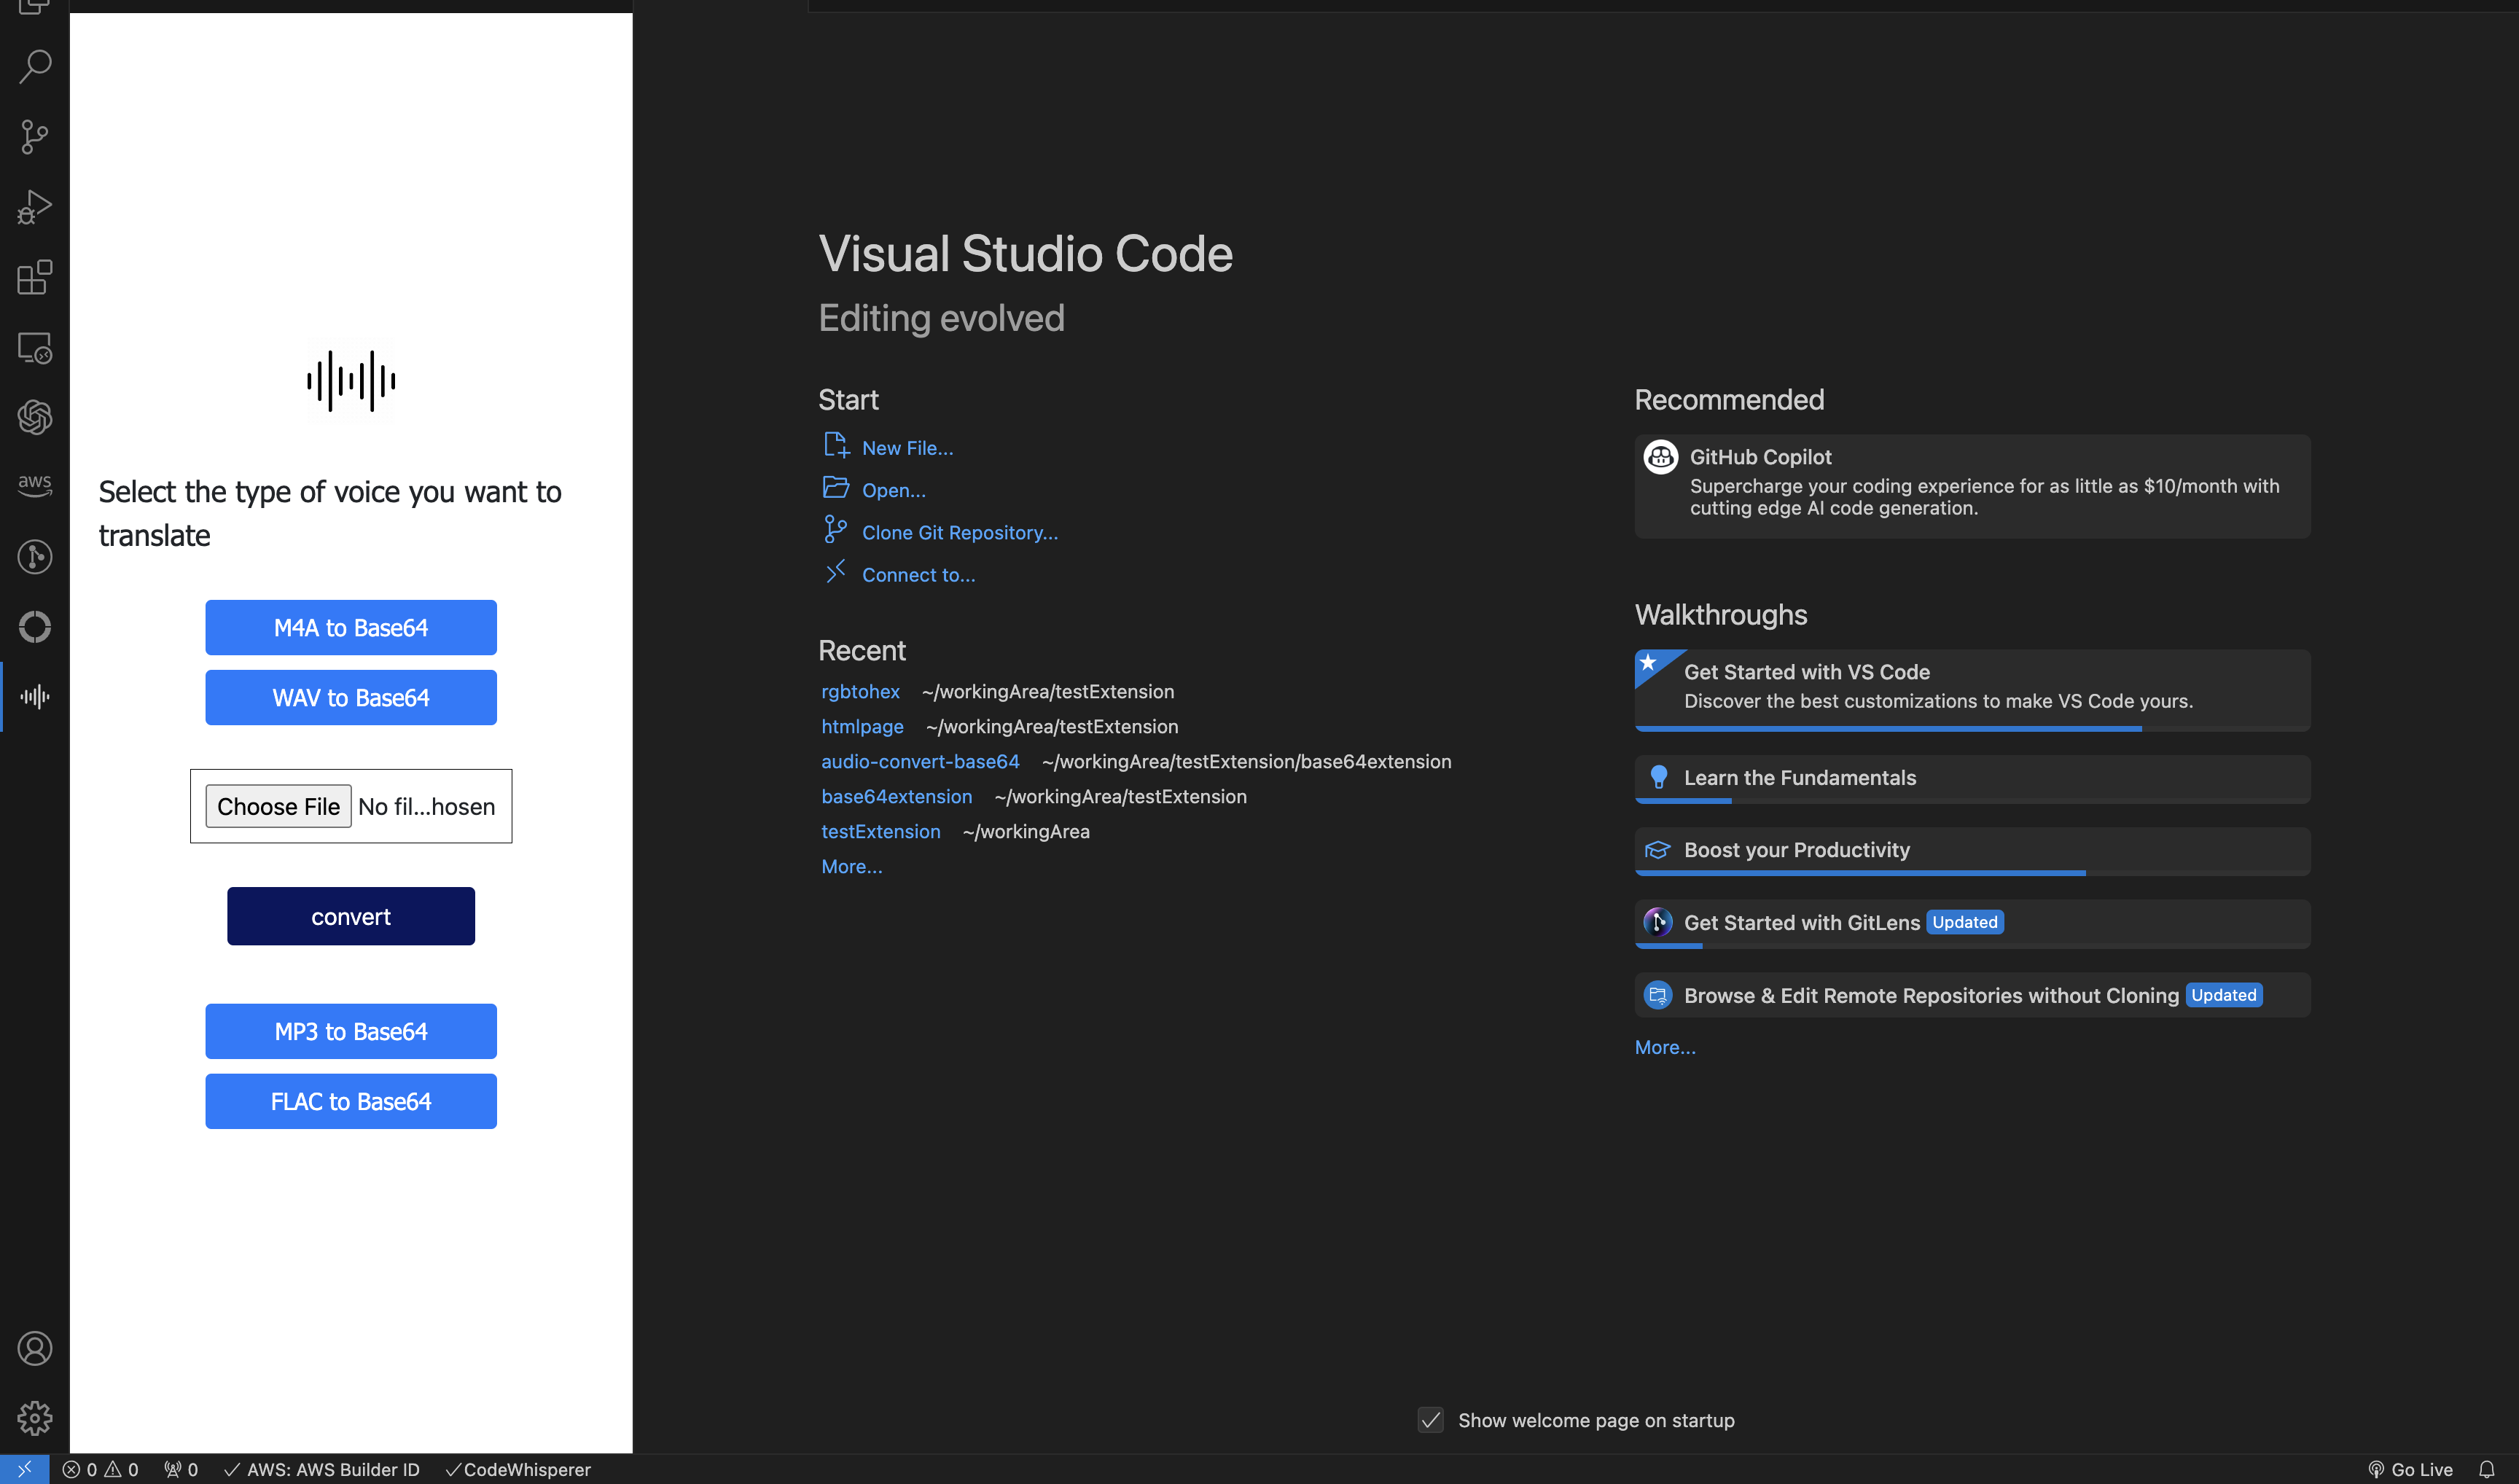 aws
Select the type of voice you want to
translate
M4A to Base64
WAV to Base64
Choose File No fil...hosen
convert
MP3 to Base64
FLAC to Base64
Visual Studio Code
Editing evolved
Start
New File...
Open...
Clone Git Repository...
Connect to...
Recent
rgbtohex ~/workingArea/testExtension
htmlpage ~/workingArea/testExtension
audio-convert-base64 ~/workingArea/testExtension/base64extension
base64extension ~/workingArea/testExtension
testExtension ~/workingArea
More...
Recommended
GitHub Copilot
Supercharge your coding experience for as little as $10/month with
cutting edge AI code generation.
Walkthroughs
Get Started with VS Code
Discover the best customizations to make VS Code yours.
Learn the Fundamentals
Boost your Productivity
Get Started with GitLens Updated
Browse & Edit Remote Repositories without Cloning Updated
More...
Show welcome page on startup
0 0 0 AWS: AWS Builder ID CodeWhisperer Go Live